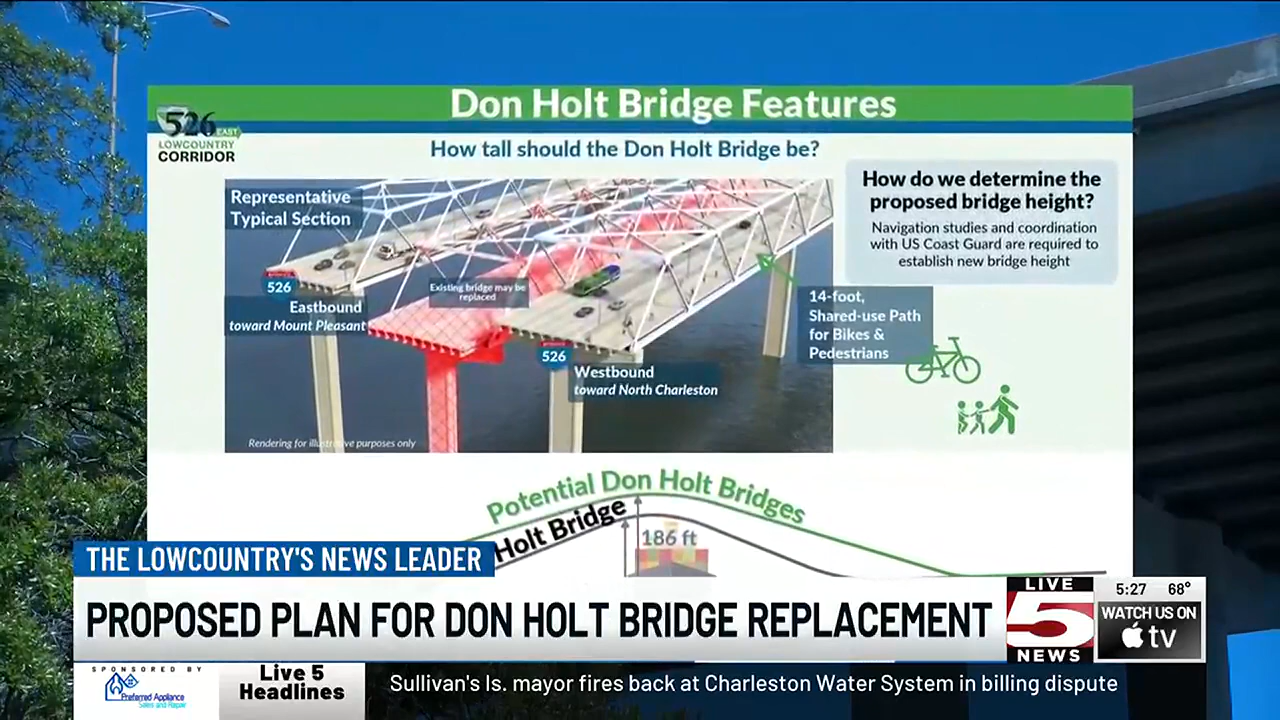 Don Holt Bridge Features
526 EAST
LOWCOUNTRY
CORRIDOR
How tall should the Don Holt Bridge be?
Representative
Typical Section
How do we determine the
proposed bridge height?
Navigation studies and coordination
with US Coast Guard are required to
establish new bridge height
526
Eastbound
toward Mount Pleasant
Existing bridge may be
replaced
14-foot,
Shared-use Path
for Bikes &
Pedestrians
526
Westbound
toward North Charleston
Rendering for illustrative purposes only
Potential Don Holt Bridges
Holt Bridge
186 ft
THE LOWCOUNTRY'S NEWS LEADER
PROPOSED PLAN FOR DON HOLT BRIDGE REPLACEMENT
LIVE
5
NEWS
5:27 68°
WATCH US ON
tv
SPONSORED BY
Preferred Appliance
Sales and Repair
Live 5
Headlines
Sullivan's Is. mayor fires back at Charleston Water System in billing dispute